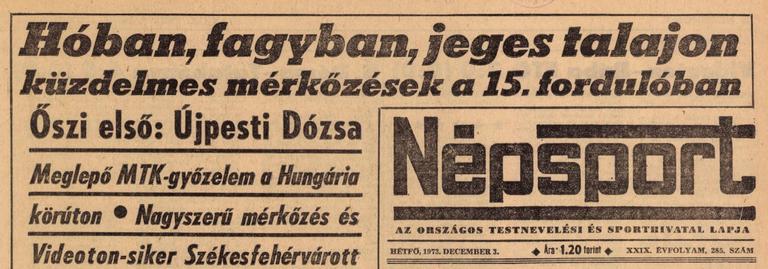 Hóban, fagyban, jeges talajon
küzdelmes mérkőzések a 15. fordulóban
Őszi első: Újpesti Dózsa
Meglepő MTK-győzelem a Hungária
körúton ● Nagyszerű mérkőzés és
Videoton-siker Székesfehérvárott
Népsport
AZ ORSZÁGOS TESTNEVELÉSI ÉS SPORTHIVATAL LAPJA
HÉTFŐ, 1973. DECEMBER 3. ◆ Ára: 1.20 forint ◆ XXIX. ÉVFOLYAM, 285. SZÁM